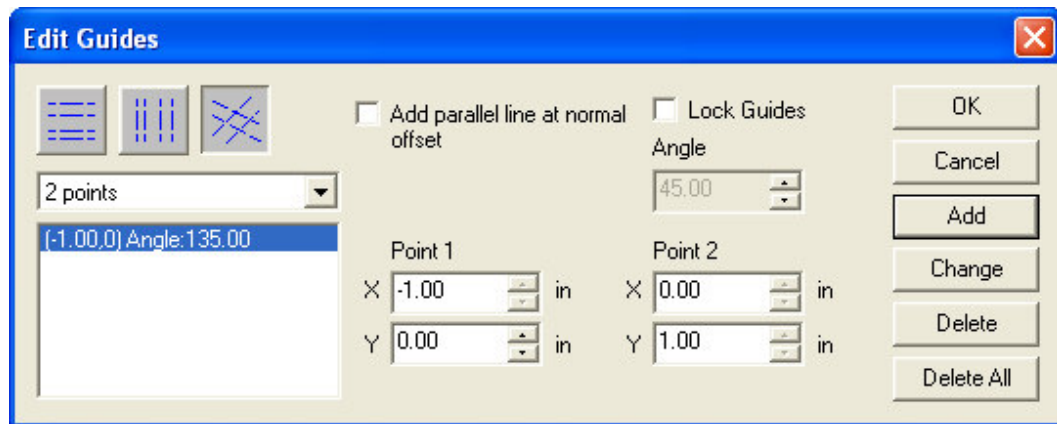 Edit Guides
Add parallel line at normal
offset
Lock Guides
OK
Angle
Cancel
2 points
45.00
Add
(-1.00,0) Angle:135.00
Point 1
Point 2
Change
X -1.00 in
X 0.00 in
Delete
Y 0.00 in
Y 1.00 in
Delete All